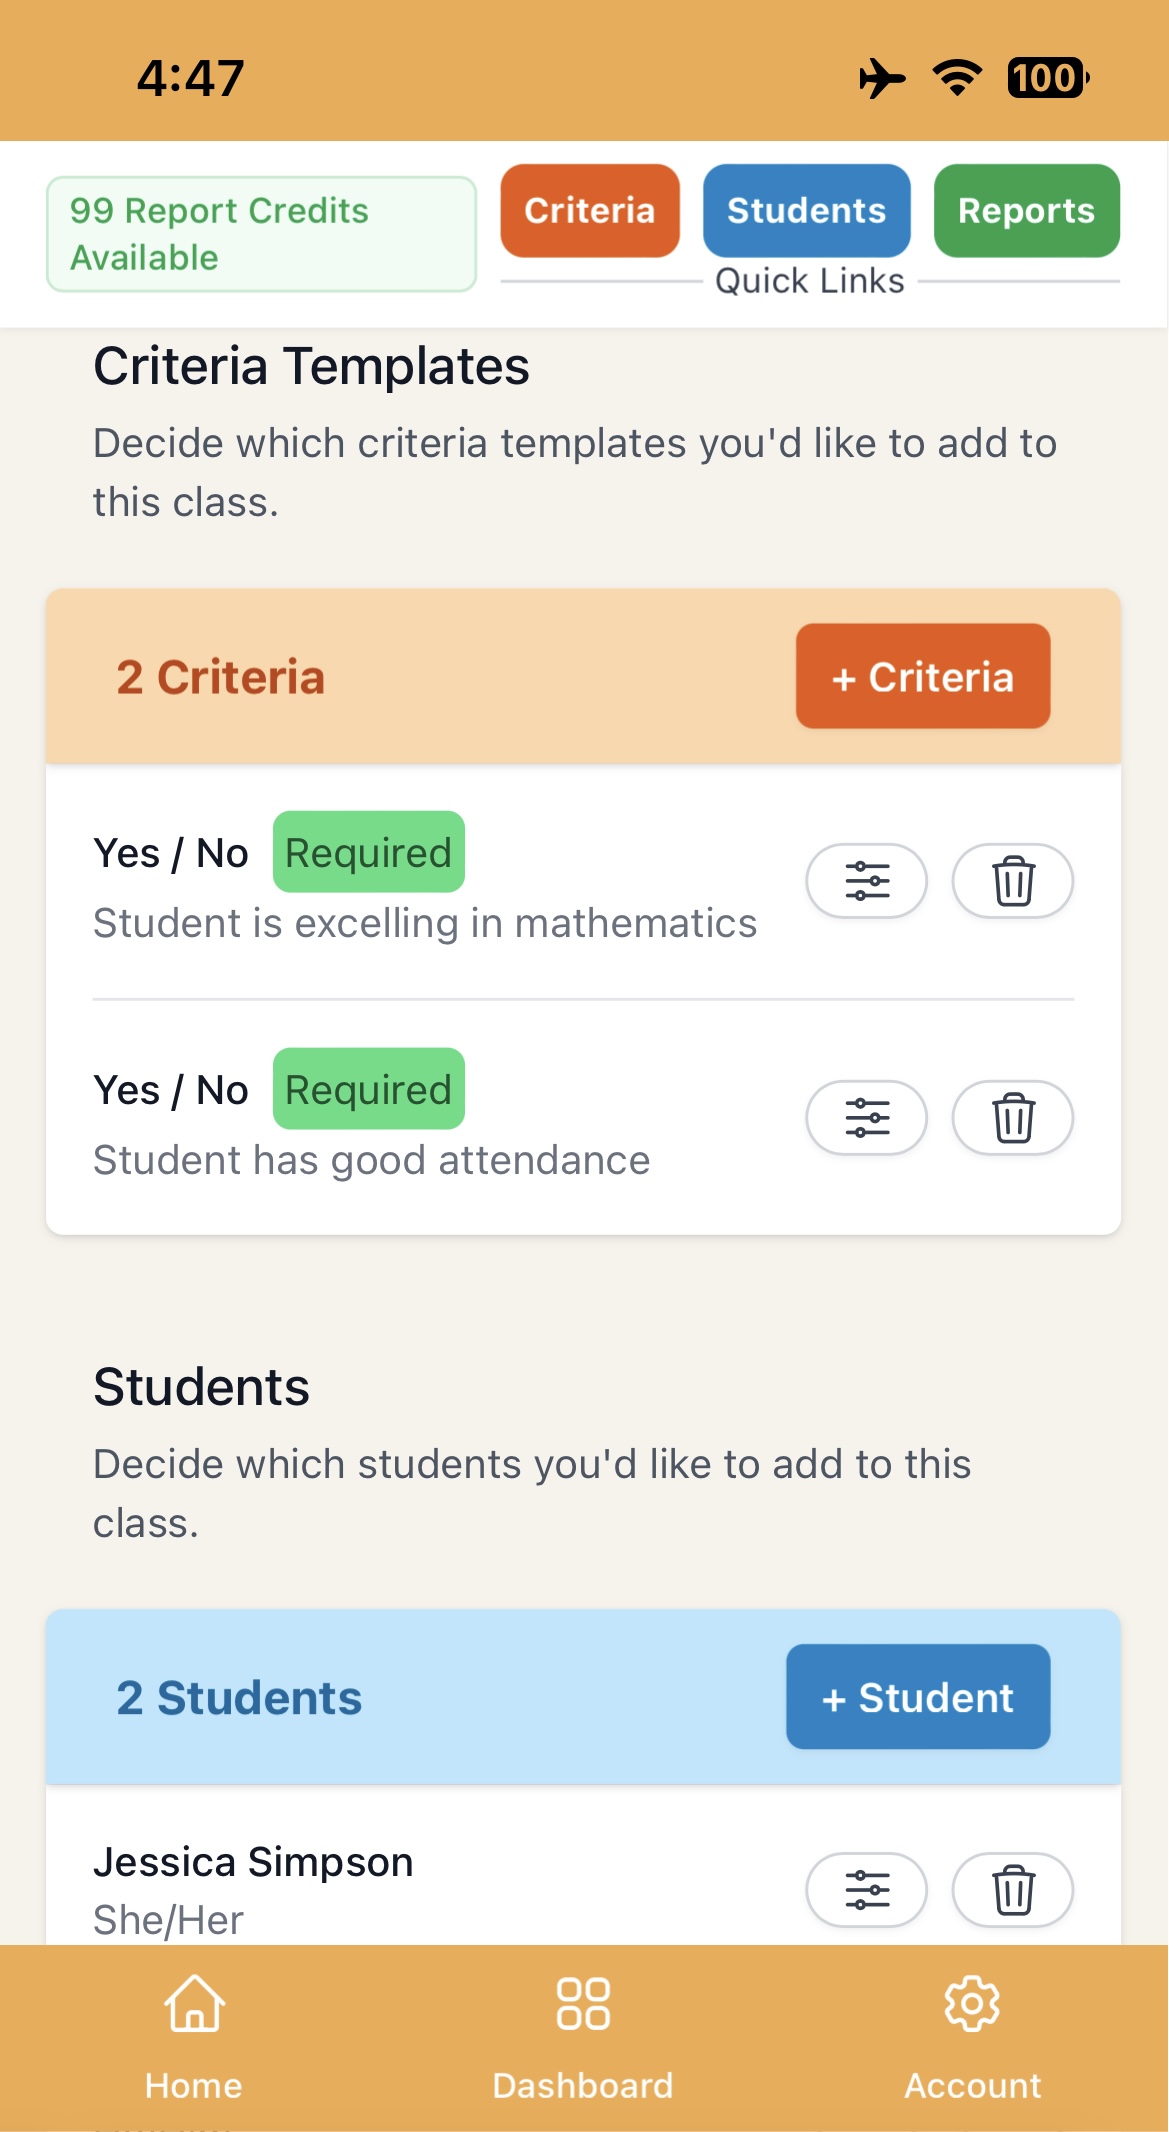 4:47
100
99 Report Credits
Available
Criteria
Students
Reports
Quick Links
Criteria Templates
Decide which criteria templates you'd like to add to
this class.
2 Criteria
+ Criteria
Yes / No Required
Student is excelling in mathematics
Yes / No Required
Student has good attendance
Students
Decide which students you'd like to add to this
class.
2 Students
+ Student
Jessica Simpson
She/Her
Home
Dashboard
Account